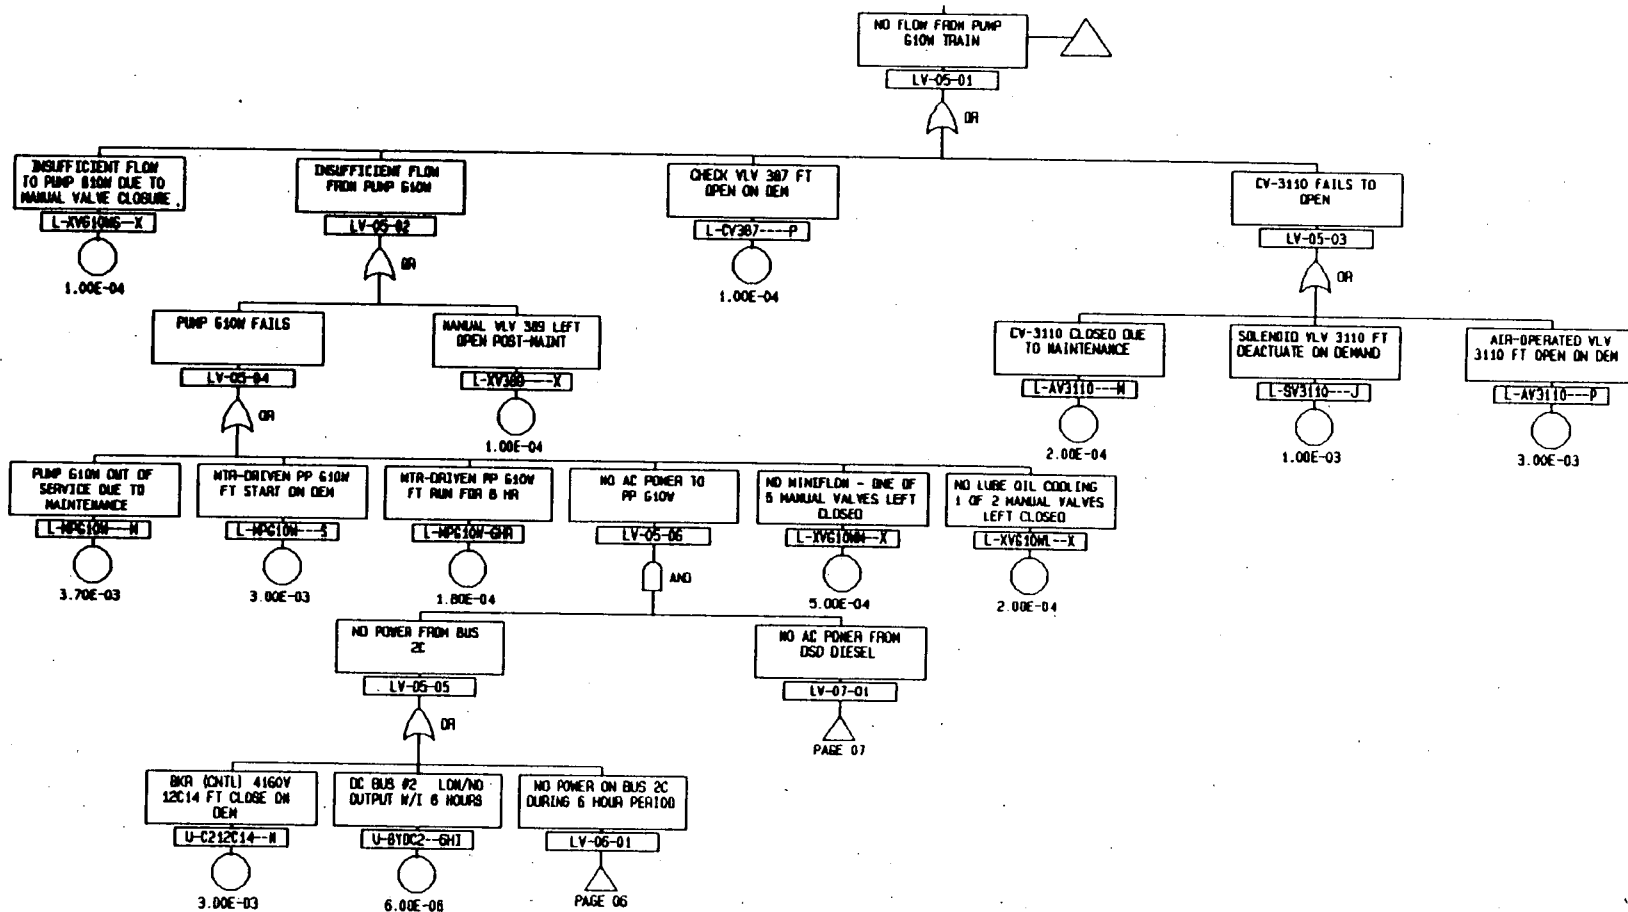 NO FLOW FROM PUMP
G10W TRAIN
LV-05-01
OR
INSUFFICIENT FLOW
TO PUMP G10W DUE TO
MANUAL VALVE CLOSURE
L-XVG10WS--X
1.00E-04
INSUFFICIENT FLOW
FROM PUMP G10W
LV-05-02
OR
CHECK VLV 387 FT
OPEN ON DEM
L-CV387----P
1.00E-04
CV-3110 FAILS TO
OPEN
LV-05-03
OR
PUMP G10W FAILS
LV-05-04
OR
MANUAL VLV 389 LEFT
OPEN POST-MAINT
L-XV389----X
1.00E-04
CV-3110 CLOSED DUE
TO MAINTENANCE
L-AV3110---M
2.00E-04
SOLENOID VLV 3110 FT
DEACTUATE ON DEMAND
L-SV3110---J
1.00E-03
AIR-OPERATED VLV
3110 FT OPEN ON DEM
L-AV3110---P
3.00E-03
PUMP G10W OUT OF
SERVICE DUE TO
MAINTENANCE
L-MPG10W---M
3.70E-03
MTR-DRIVEN PP G10W
FT START ON DEM
L-MPG10W---S
3.00E-03
MTR-DRIVEN PP G10W
FT RUN FOR 6 HR
L-MPG10W-6HR
1.80E-04
NO AC POWER TO
PP G10W
LV-05-06
AND
NO MINIFLOW - ONE OF
5 MANUAL VALVES LEFT
CLOSED
L-XVG10WM--X
5.00E-04
NO LUBE OIL COOLING
1 OF 2 MANUAL VALVES
LEFT CLOSED
L-XVG10WL--X
2.00E-04
NO POWER FROM BUS
2C
LV-05-05
OR
NO AC POWER FROM
DSD DIESEL
LV-07-01
PAGE 07
BKR (CNTL) 4160V
12C14 FT CLOSE ON
DEM
U-C212C14--N
3.00E-03
DC BUS #2 LOW/NO
OUTPUT W/I 6 HOURS
U-BYDC2--6HI
6.00E-06
NO POWER ON BUS 2C
DURING 6 HOUR PERIOD
LV-06-01
PAGE 06